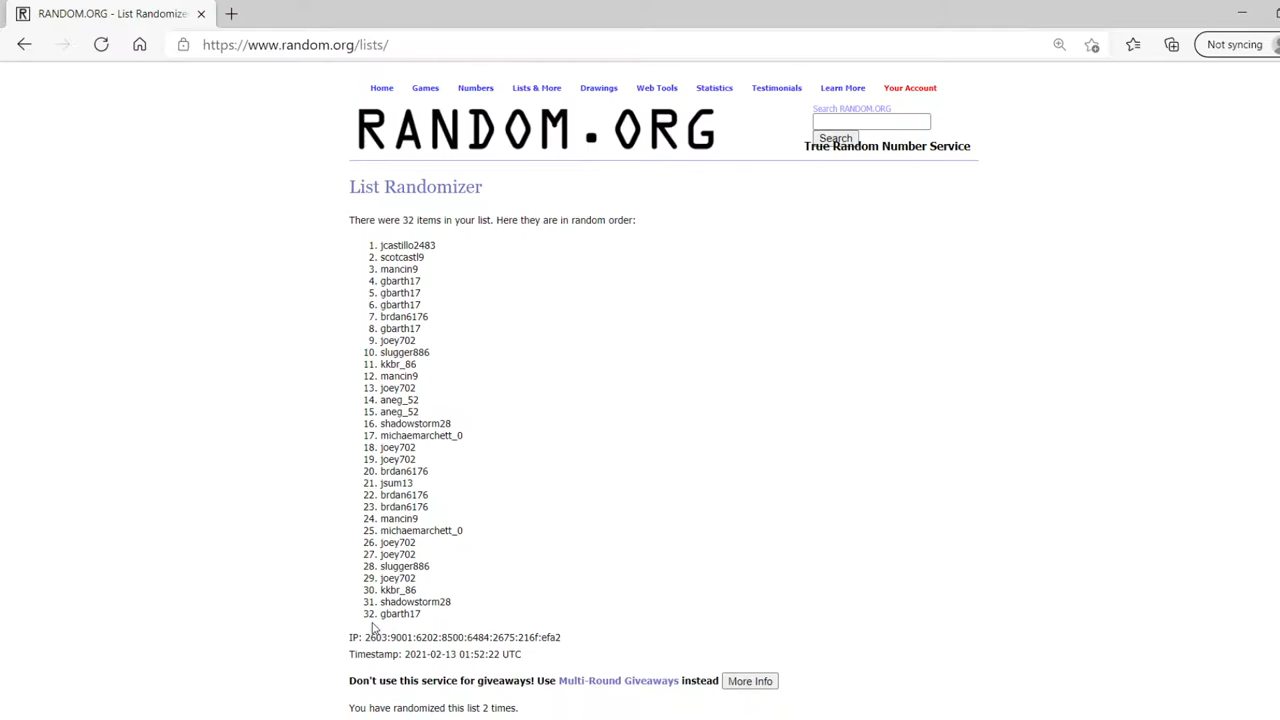 RANDOM.ORG - List Randomize
https://www.random.org/lists/
Not syncing
Home Games Numbers Lists & More Drawings Web Tools Statistics Testimonials Learn More Your Account
RANDOM.ORG
Search RANDOM.ORG
Search
True Random Number Service
List Randomizer
There were 32 items in your list. Here they are in random order:
1. jcastillo2483
2. scotcastl9
3. mancin9
4. gbarth17
5. gbarth17
6. gbarth17
7. brdan6176
8. gbarth17
9. joey702
10. slugger886
11. kkbr_86
12. mancin9
13. joey702
14. aneg_52
15. aneg_52
16. shadowstorm28
17. michaemarchett_0
18. joey702
19. joey702
20. brdan6176
21. jsum13
22. brdan6176
23. brdan6176
24. mancin9
25. michaemarchett_0
26. joey702
27. joey702
28. slugger886
29. joey702
30. kkbr_86
31. shadowstorm28
32. gbarth17
IP: 2603:9001:6202:8500:6484:2675:216f:efa2
Timestamp: 2021-02-13 01:52:22 UTC
Don't use this service for giveaways! Use Multi-Round Giveaways instead More Info
You have randomized this list 2 times.